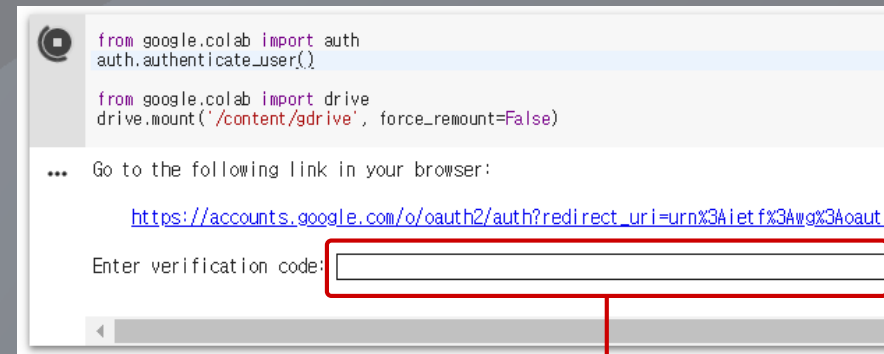 from google.colab import auth
auth.authenticate_user()
from google.colab import drive
drive.mount('/content/gdrive', force_remount=False)
Go to the following link in your browser:
https://accounts.google.com/o/oauth2/auth?redirect_uri=urn%3Aietf%3Awg%3Aoaut
Enter verification code: